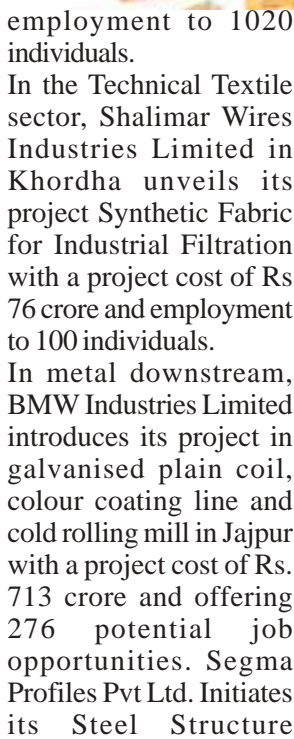 employment to 1020
individuals.
In the Technical Textile
sector, Shalimar Wires
Industries Limited in
Khordha unveils its
project Synthetic Fabric
for Industrial Filtration
with a project cost of Rs
76 crore and employment
to 100 individuals.
In metal downstream,
BMW Industries Limited
introduces its project in
galvanised plain coil,
colour coating line and
cold rolling mill in Jajpur
with a project cost of Rs.
713 crore and offering
276 potential job
opportunities. Segma
Profiles Pvt Ltd. Initiates
its Steel Structure